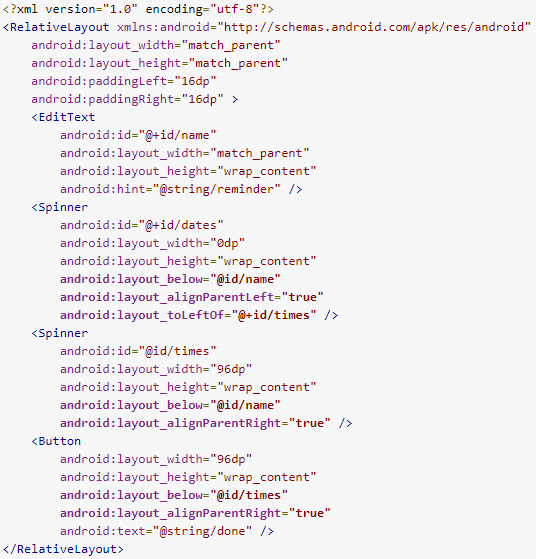 <?xml version="1.0" encoding="utf-8"?>
<RelativeLayout xmlns:android="http://schemas.android.com/apk/res/android"
    android:layout_width="match_parent"
    android:layout_height="match_parent"
    android:paddingLeft="16dp"
    android:paddingRight="16dp" >
    <EditText
        android:id="@+id/name"
        android:layout_width="match_parent"
        android:layout_height="wrap_content"
        android:hint="@string/reminder" />
    <Spinner
        android:id="@+id/dates"
        android:layout_width="0dp"
        android:layout_height="wrap_content"
        android:layout_below="@id/name"
        android:layout_alignParentLeft="true"
        android:layout_toLeftOf="@+id/times" />
    <Spinner
        android:id="@id/times"
        android:layout_width="96dp"
        android:layout_height="wrap_content"
        android:layout_below="@id/name"
        android:layout_alignParentRight="true" />
    <Button
        android:layout_width="96dp"
        android:layout_height="wrap_content"
        android:layout_below="@id/times"
        android:layout_alignParentRight="true"
        android:text="@string/done" />
</RelativeLayout>